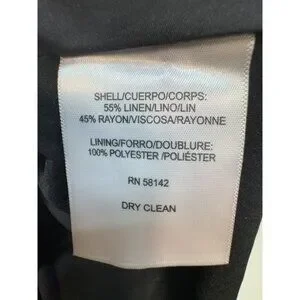 SHELL/CUERPO/CORPS:
55% LINEN/LINO/LIN
45% RAYON/VISCOSA/RAYONNE
LINING/FORRO/DOUBLURE:
100% POLYESTER /POLIÉSTER
RN 58142
DRY CLEAN